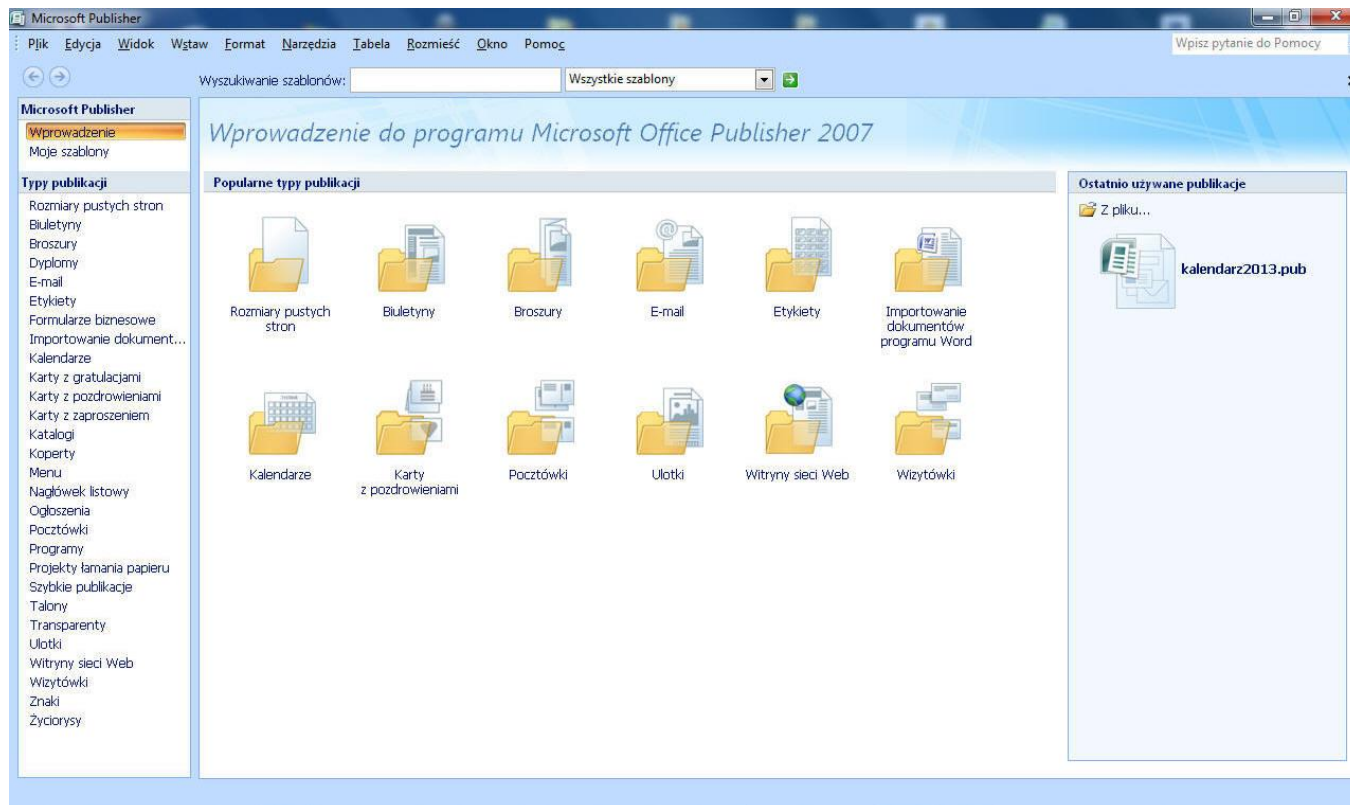 Microsoft Publisher
Plik Edycja Widok Wstaw Format Narzędzia Tabela Rozmieść Okno Pomoc
Wpisz pytanie do Pomocy
Wyszukiwanie szablonów:
Wszystkie szablony
Microsoft Publisher
Wprowadzenie
Moje szablony
Typy publikacji
Rozmiary pustych stron
Biuletyny
Broszury
Dyplomy
E-mail
Etykiety
Formularze biznesowe
Importowanie dokument...
Kalendarze
Karty z gratulacjami
Karty z pozdrowieniami
Karty z zaproszeniem
Katalogi
Koperty
Menu
Nagłówek listowy
Ogłoszenia
Pocztówki
Programy
Projekty łamania papieru
Szybkie publikacje
Talony
Transparenty
Ulotki
Witryny sieci Web
Wizytówki
Znaki
Życiorysy
Wprowadzenie do programu Microsoft Office Publisher 2007
Popularne typy publikacji
Rozmiary pustych
stron
Biuletyny
Broszury
E-mail
Etykiety
Importowanie
dokumentów
programu Word
Kalendarze
Karty
z pozdrowieniami
Pocztówki
Ulotki
Witryny sieci Web
Wizytówki
Ostatnio używane publikacje
Z pliku...
kalendarz2013.pub